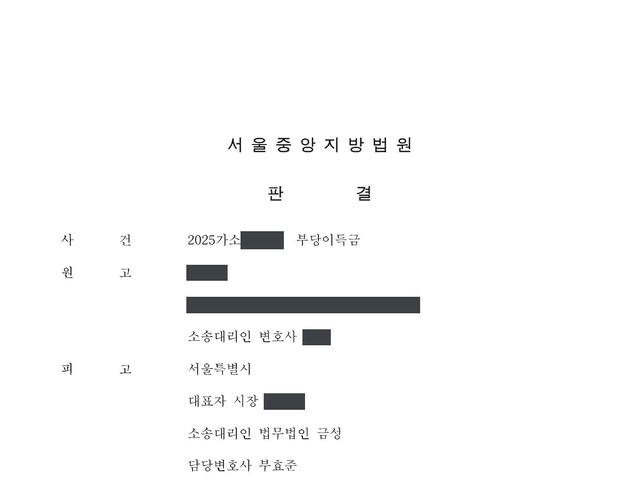 서울중앙지방법원
판 결
사 건 2025가소 부당이득금
원 고
소송대리인 변호사
피 고 서울특별시
대표자 시장
소송대리인 법무법인 금성
담당변호사 부효준